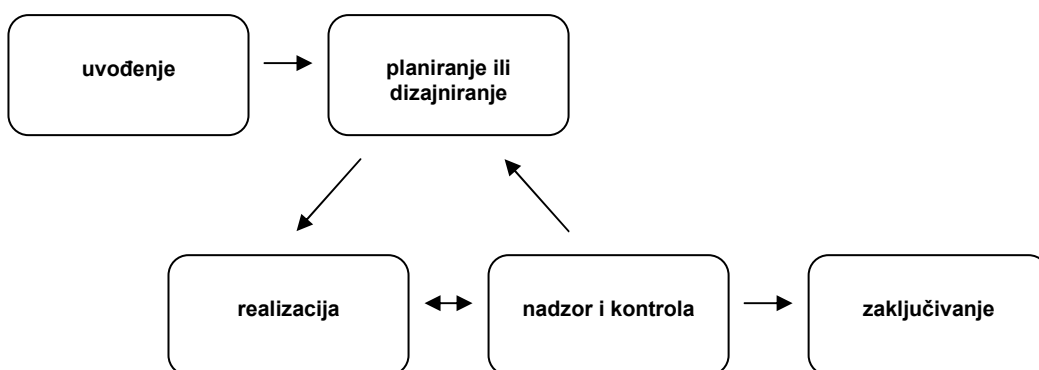 uvođenje
planiranje ili
dizajniranje
realizacija
nadzor i kontrola
zaključivanje